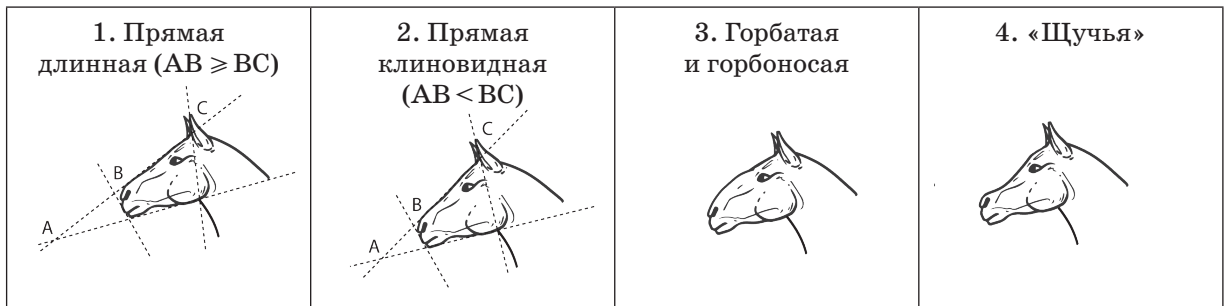 1. Прямая
длинная (AB ⩾ BC)
2. Прямая
клиновидная
(AB < BC)
3. Горбатая
и горбоносая
4. «Щучья»
C
B
A
C
B
A